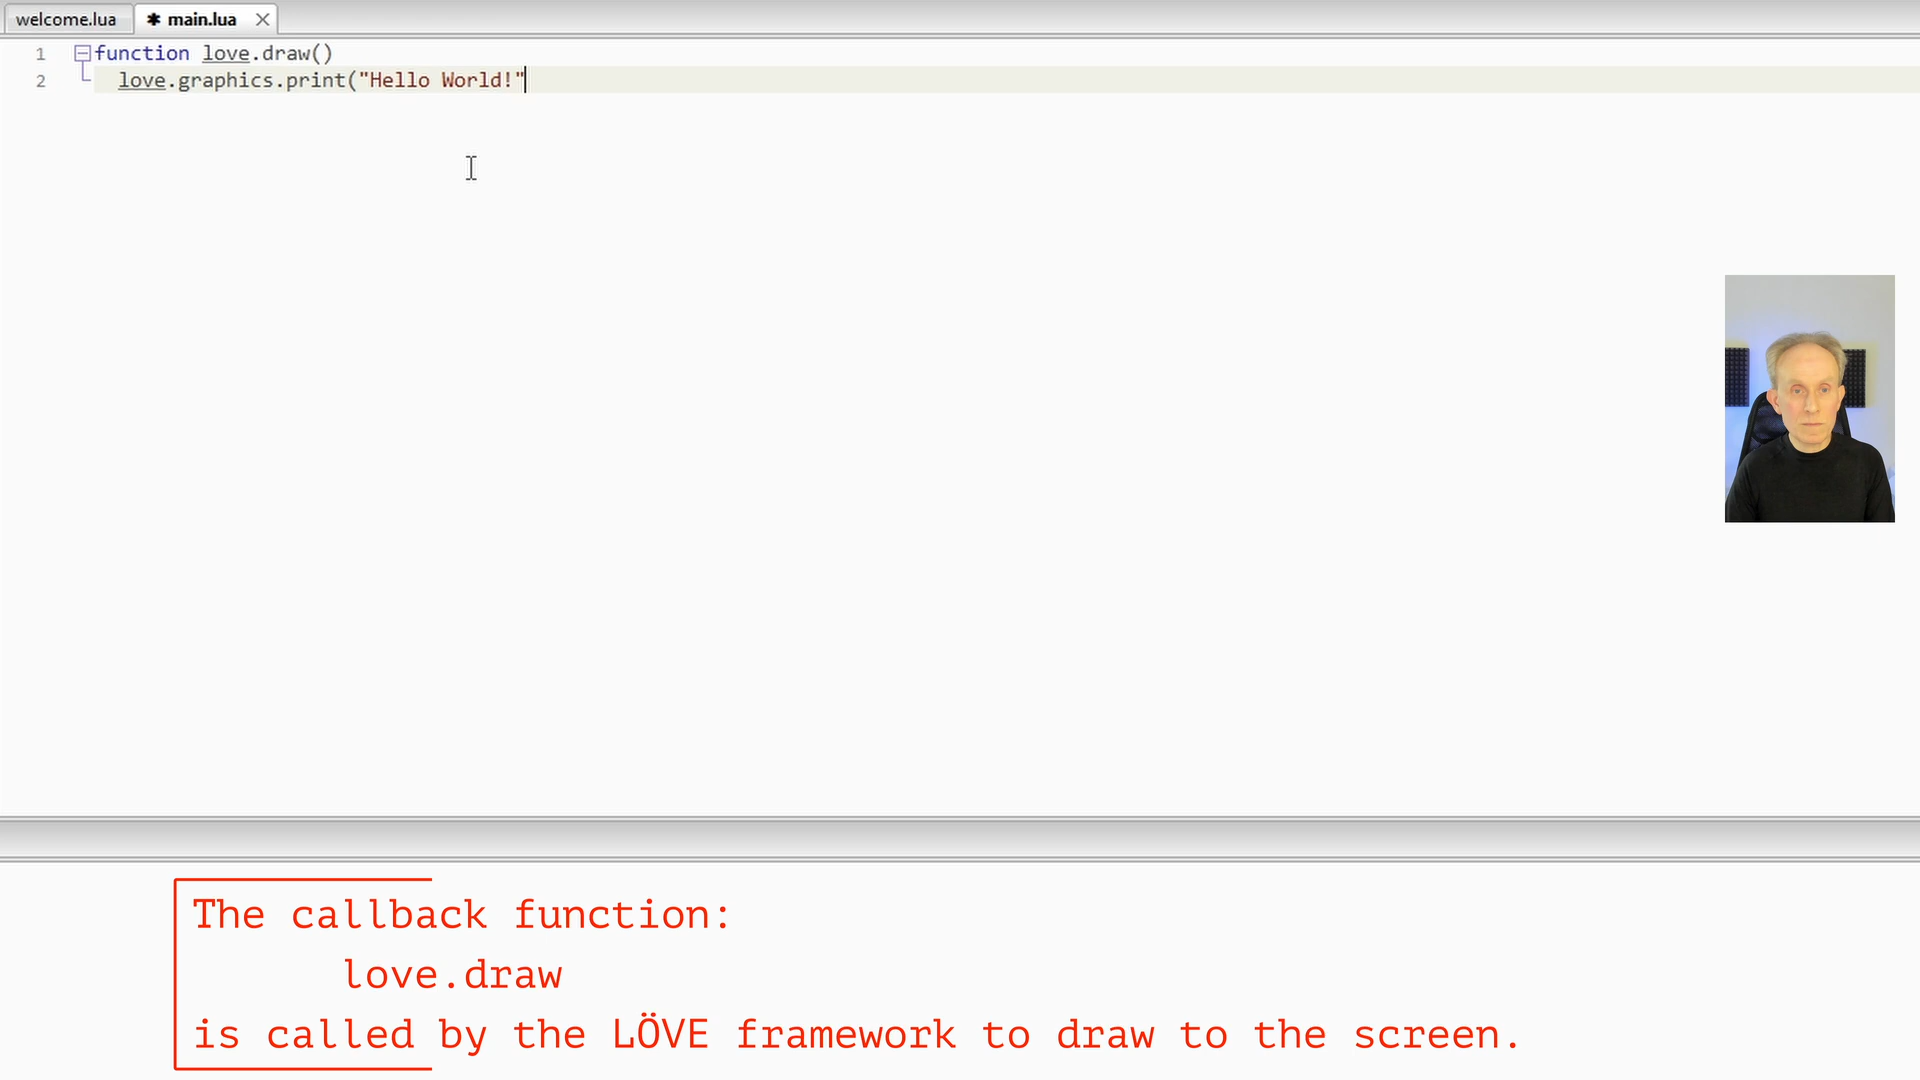 welcome.lua ✱ main.lua
1 function love.draw()
2 love.graphics.print("Hello World!"
The callback function:
love.draw
is called by the LÖVE framework to draw to the screen.